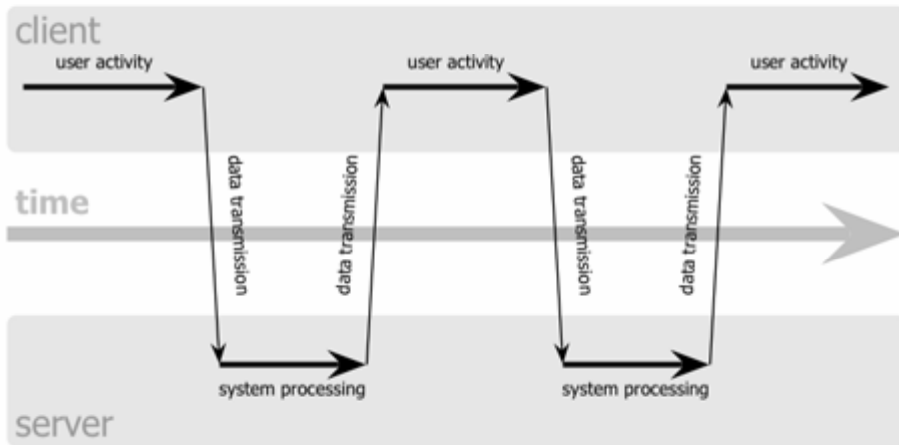 client
user activity
user activity
user activity
data transmission
data transmission
data transmission
data transmission
time
system processing
system processing
server